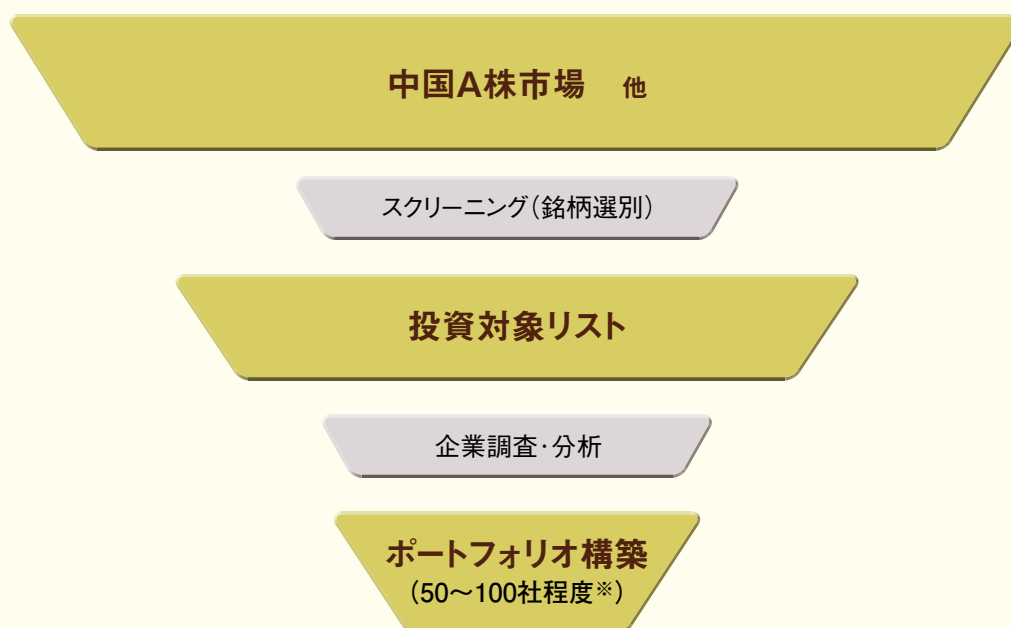 中国A株市場　他
スクリーニング（銘柄選別）
投資対象リスト
企業調査・分析
ポートフォリオ構築
（50〜100社程度※）